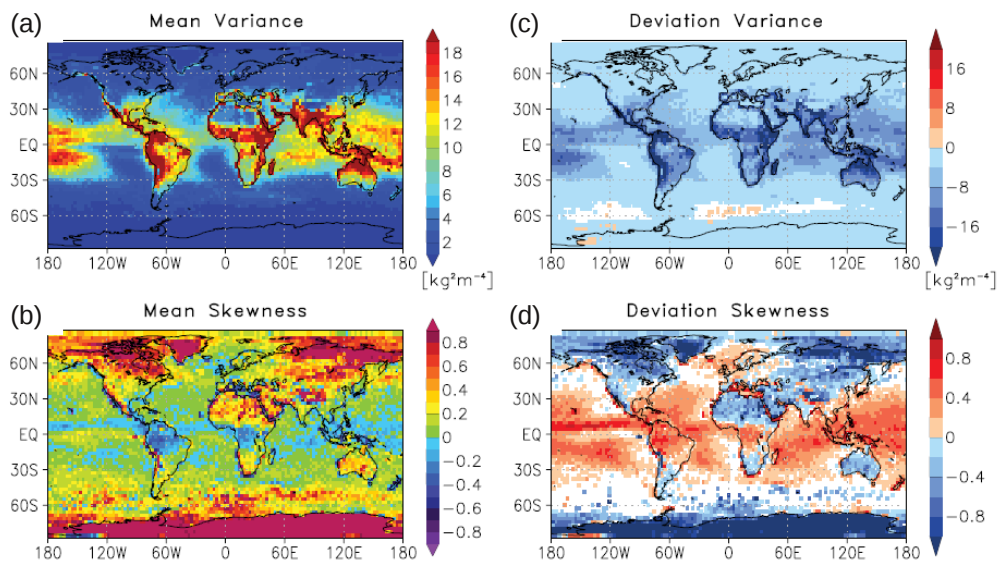 (a) Mean Variance
60N
30N
EQ
30S
60S
180 120W 60W 0 60E 120E 180
18
16
14
12
10
8
6
4
2
[kg²m⁻⁴]
(c) Deviation Variance
60N
30N
EQ
30S
60S
180 120W 60W 0 60E 120E 180
16
8
0
−8
−16
[kg²m⁻⁴]
(b) Mean Skewness
60N
30N
EQ
30S
60S
180 120W 60W 0 60E 120E 180
0.8
0.6
0.4
0.2
0
−0.2
−0.4
−0.6
−0.8
(d) Deviation Skewness
60N
30N
EQ
30S
60S
180 120W 60W 0 60E 120E 180
0.8
0.4
0
−0.4
−0.8